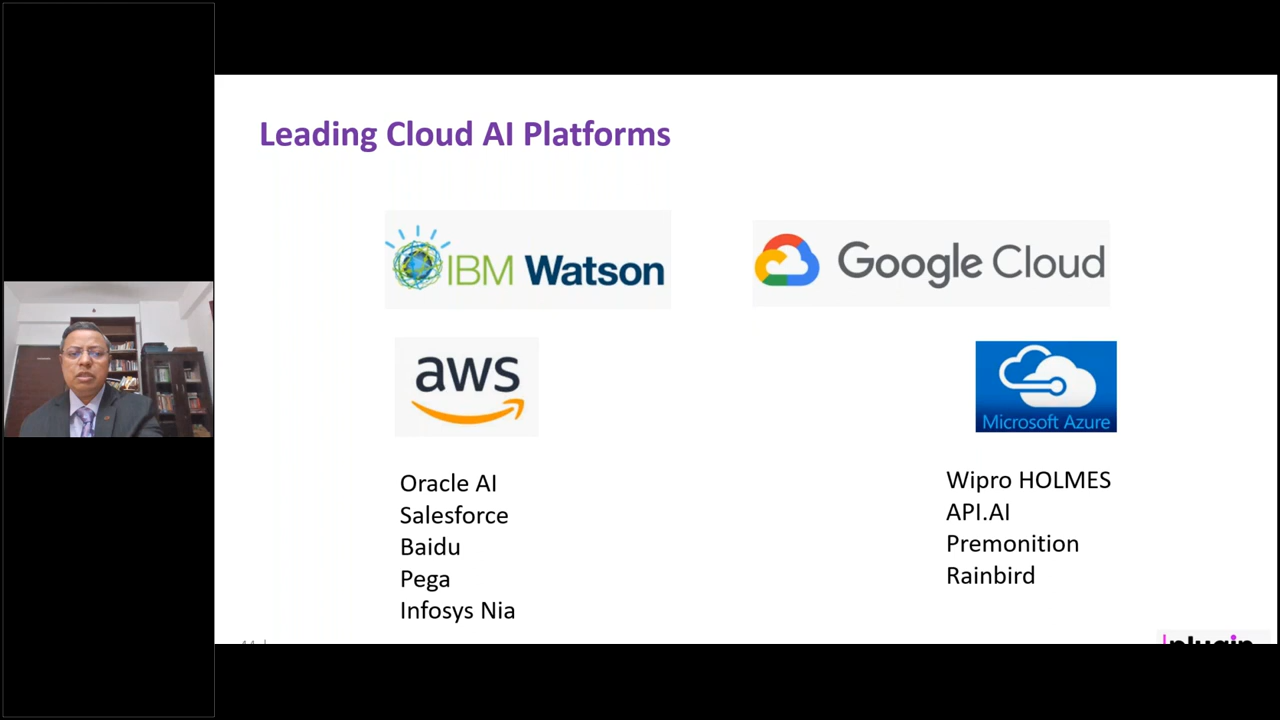 Leading Cloud AI Platforms
IBM Watson
Google Cloud
aws
Microsoft Azure
Oracle AI
Salesforce
Baidu
Pega
Infosys Nia
Wipro HOLMES
API.AI
Premonition
Rainbird
plugin